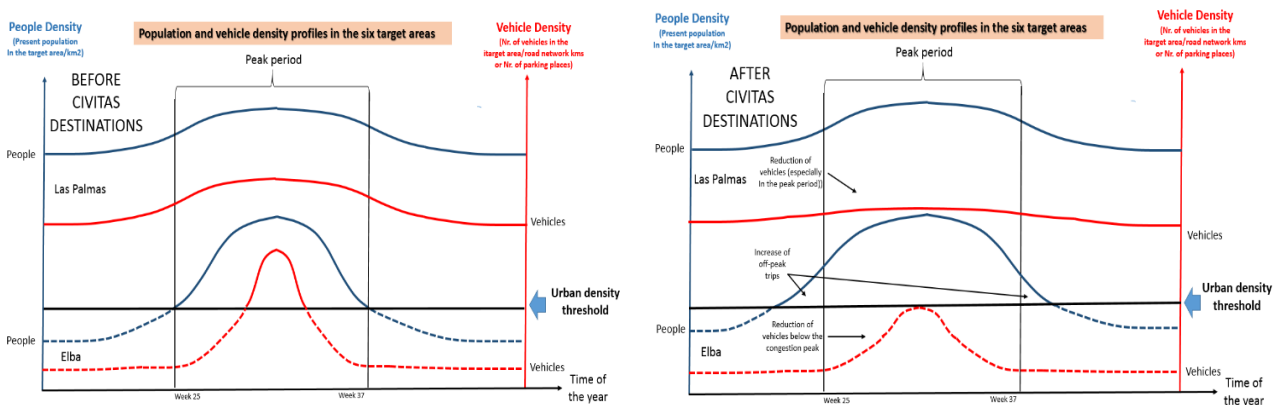 People Density
(Present population
In the target area/km2)
Population and vehicle density profiles in the six target areas
Vehicle Density
(Nr. of vehicles in the
itarget area/road network kms
or Nr. of parking places)
Peak period
BEFORE
CIVITAS
DESTINATIONS
People
Las Palmas
Vehicles
Urban density
threshold
People
Elba
Vehicles
Week 25
Week 37
Time of
the year
People Density
(Present population
In the target area/km2)
Population and vehicle density profiles in the six target areas
Vehicle Density
(Nr. of vehicles in the
itarget area/road network kms
or Nr. of parking places)
Peak period
AFTER
CIVITAS
DESTINATIONS
People
Reduction of
vehicles (especially
In the peak period))
Las Palmas
Vehicles
Increase of
off-peak
trips
Urban density
threshold
People
Reduction of
vehicles below the
congestion peak
Elba
Vehicles
Week 25
Week 37
Time of
the year